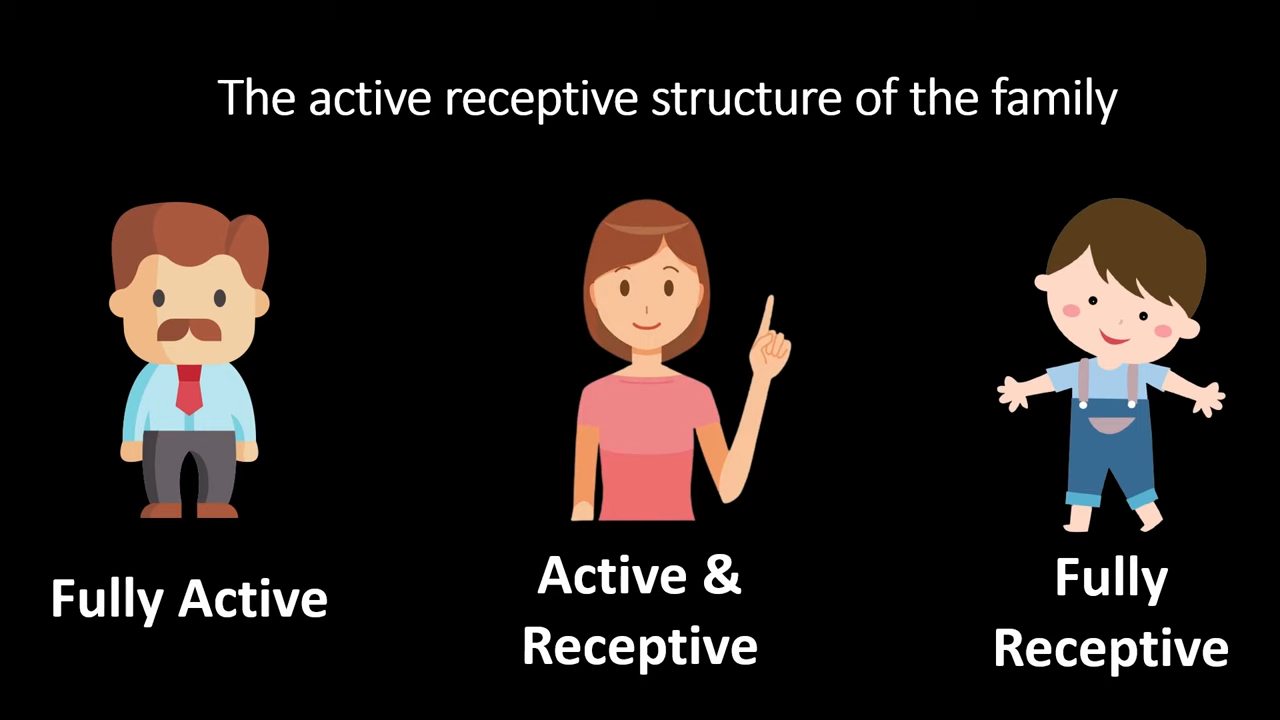 The active receptive structure of the family
Fully Active
Active &
Receptive
Fully
Receptive